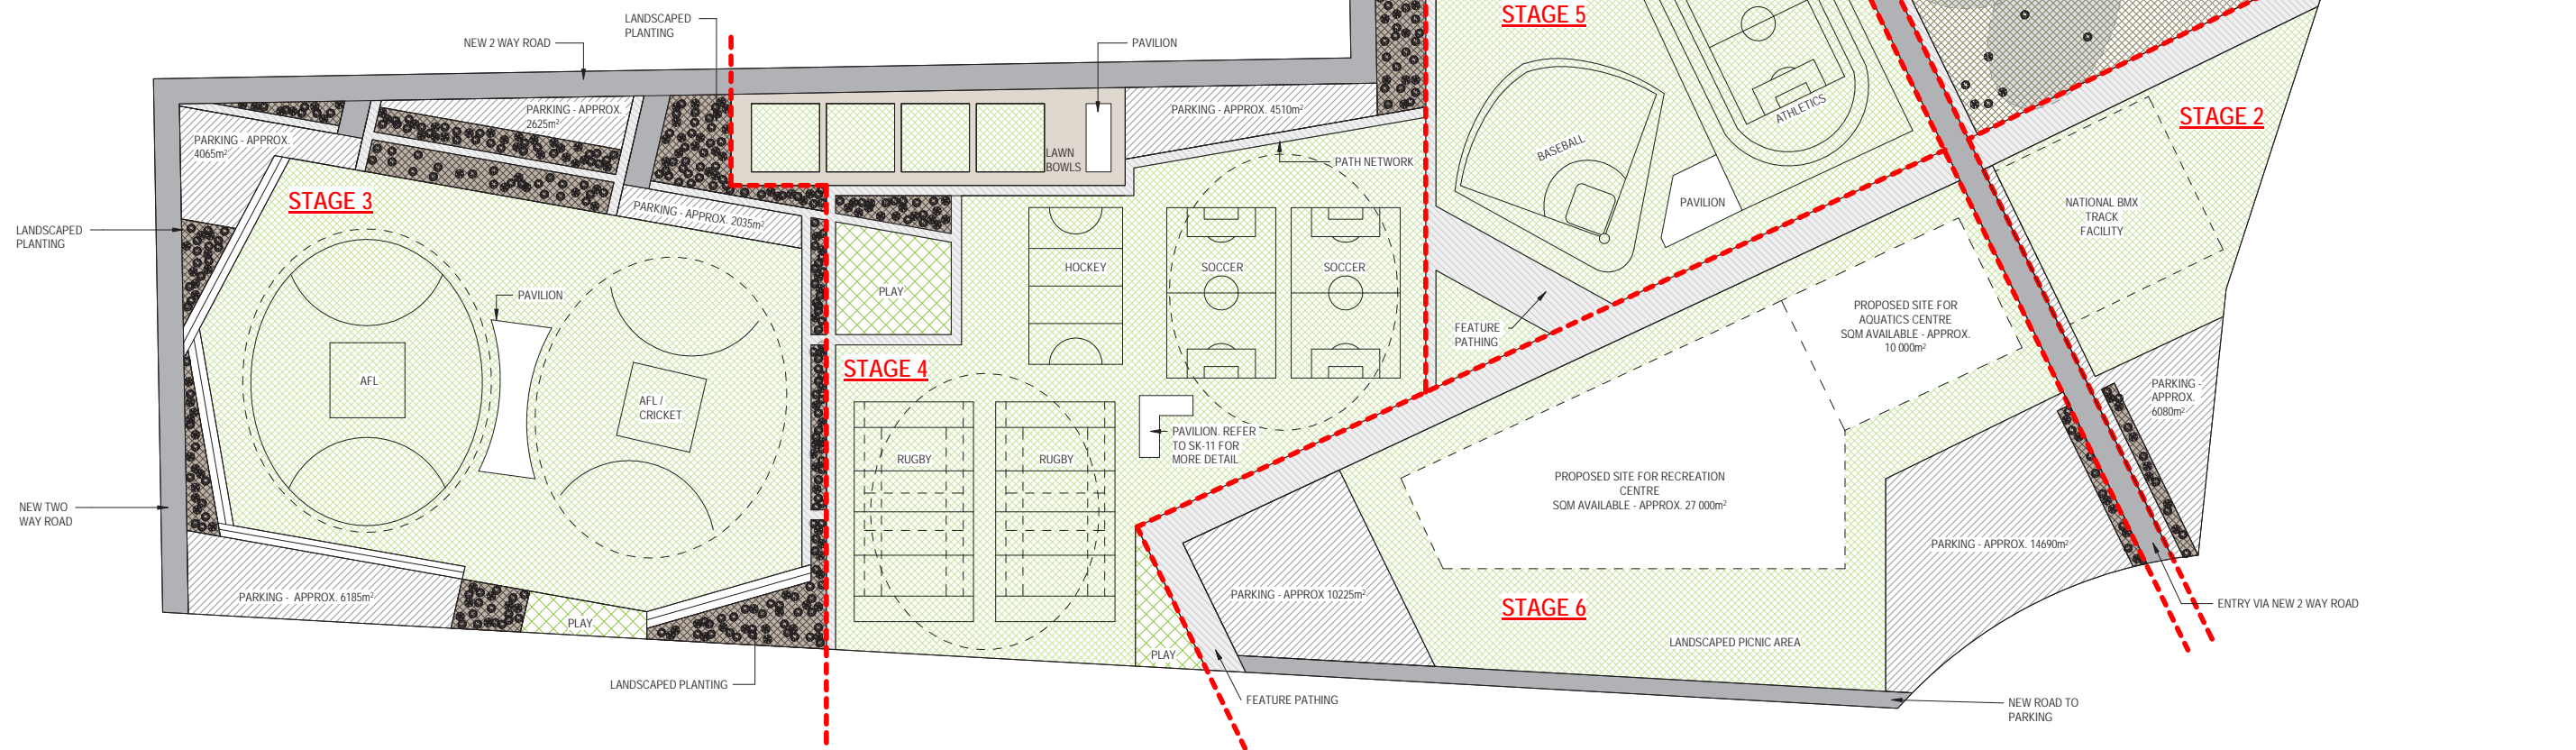 LANDSCAPED
PLANTING
NEW 2 WAY ROAD
PAVILION
STAGE 5
PARKING - APPROX.
2625m²
PARKING - APPROX. 4510m²
ATHLETICS
STAGE 2
PARKING - APPROX.
4065m²
LAWN
BOWLS
PATH NETWORK
BASEBALL
STAGE 3
PARKING - APPROX. 2035m²
PAVILION
NATIONAL BMX
TRACK
FACILITY
LANDSCAPED
PLANTING
HOCKEY
SOCCER
SOCCER
PLAY
PAVILION
PROPOSED SITE FOR
AQUATICS CENTRE
SQM AVAILABLE - APPROX.
10 000m²
FEATURE
PATHING
STAGE 4
AFL
AFL /
CRICKET
PARKING -
APPROX.
6080m²
PAVILION. REFER
TO SK-11 FOR
MORE DETAIL
RUGBY
RUGBY
PROPOSED SITE FOR RECREATION
CENTRE
SQM AVAILABLE - APPROX. 27 000m²
NEW TWO
WAY ROAD
PARKING - APPROX. 14690m²
PARKING - APPROX. 6185m²
PARKING - APPROX 10225m²
STAGE 6
ENTRY VIA NEW 2 WAY ROAD
PLAY
LANDSCAPED PICNIC AREA
PLAY
LANDSCAPED PLANTING
FEATURE PATHING
NEW ROAD TO
PARKING